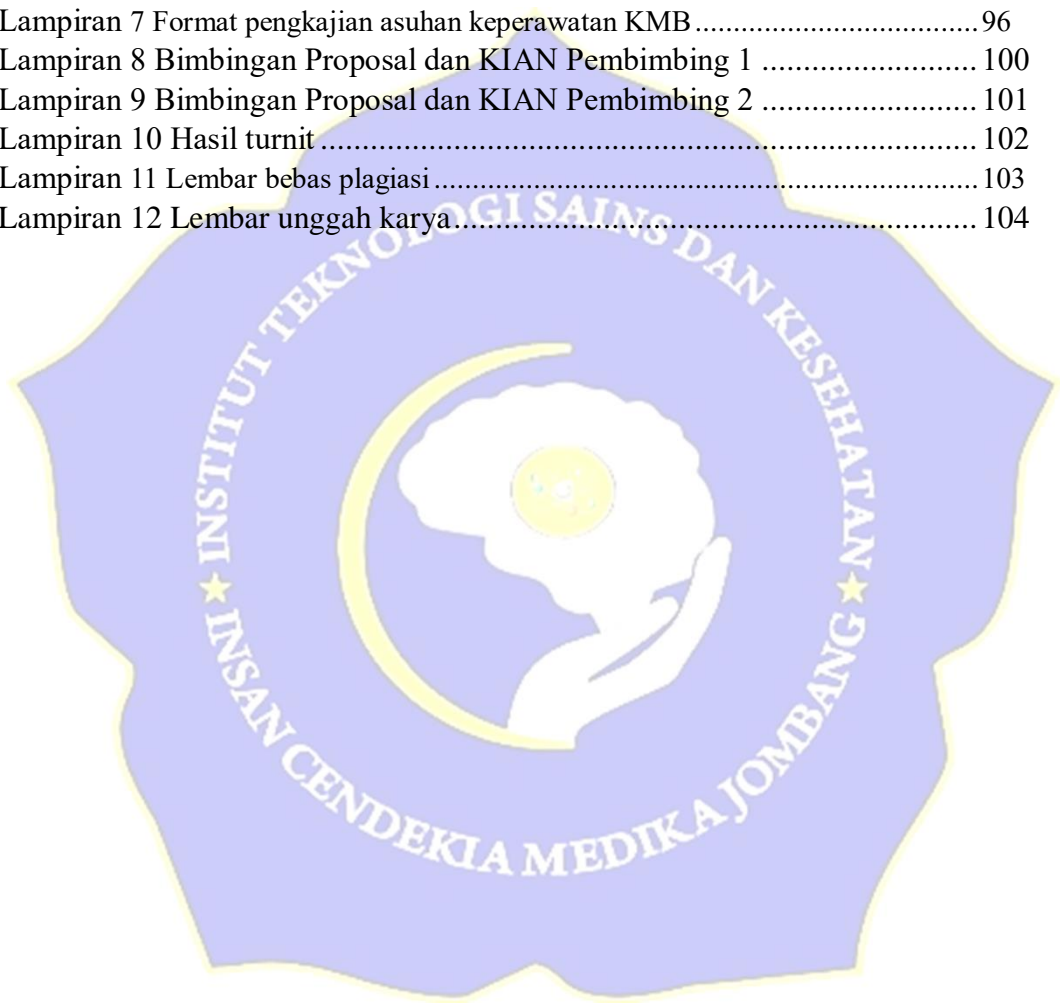 Lampiran 7 Format pengkajian asuhan keperawatan KMB.................................96
Lampiran 8 Bimbingan Proposal dan KIAN Pembimbing 1 ........................ 100
Lampiran 9 Bimbingan Proposal dan KIAN Pembimbing 2 ........................ 101
Lampiran 10 Hasil turnit........................................................................... 102
Lampiran 11 Lembar bebas plagiasi.............................................................. 103
Lampiran 12 Lembar unggah karya............................................................ 104
INSTITUT TEKNOLOGI SAINS DAN KESEHATAN
INSAN CENDEKIA MEDIKA JOMBANG